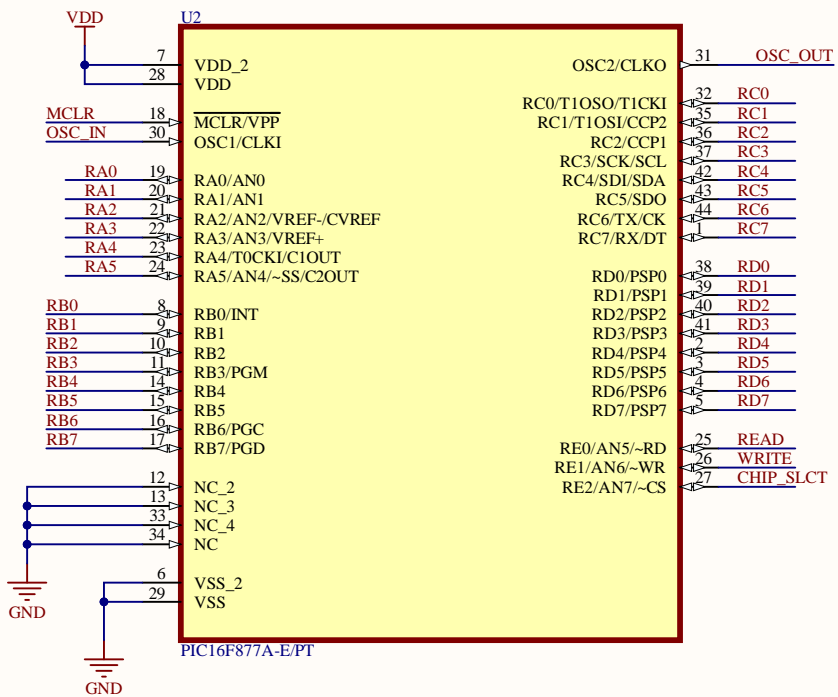 VDD
U2
7 VDD_2
28 VDD
MCLR 18 MCLR/VPP
OSC_IN 30 OSC1/CLKI
RA0 19 RA0/AN0
RA1 20 RA1/AN1
RA2 21 RA2/AN2/VREF-/CVREF
RA3 22 RA3/AN3/VREF+
RA4 23 RA4/T0CKI/C1OUT
RA5 24 RA5/AN4/~SS/C2OUT
RB0 8 RB0/INT
RB1 9 RB1
RB2 10 RB2
RB3 11 RB3/PGM
RB4 14 RB4
RB5 15 RB5
RB6 16 RB6/PGC
RB7 17 RB7/PGD
12 NC_2
13 NC_3
33 NC_4
34 NC
GND
6 VSS_2
29 VSS
GND
OSC2/CLKO 31 OSC_OUT
RC0/T1OSO/T1CKI 32 RC0
RC1/T1OSI/CCP2 35 RC1
RC2/CCP1 36 RC2
RC3/SCK/SCL 37 RC3
RC4/SDI/SDA 42 RC4
RC5/SDO 43 RC5
RC6/TX/CK 44 RC6
RC7/RX/DT 1 RC7
RD0/PSP0 38 RD0
RD1/PSP1 39 RD1
RD2/PSP2 40 RD2
RD3/PSP3 41 RD3
RD4/PSP4 2 RD4
RD5/PSP5 3 RD5
RD6/PSP6 4 RD6
RD7/PSP7 5 RD7
RE0/AN5/~RD 25 READ
RE1/AN6/~WR 26 WRITE
RE2/AN7/~CS 27 CHIP_SLCT
PIC16F877A-E/PT